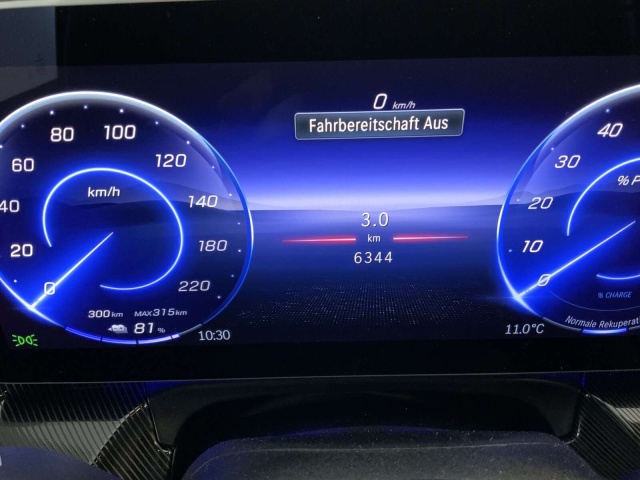 0 km/h
Fahrbereitschaft Aus
0
20
40
60
80
100
120
140
180
220
km/h
300 km MAX 315 km
81 %
10:30
3.0
km
6344
0
10
20
30
40
% P
% CHARGE
Normale Rekuperat
11.0°C